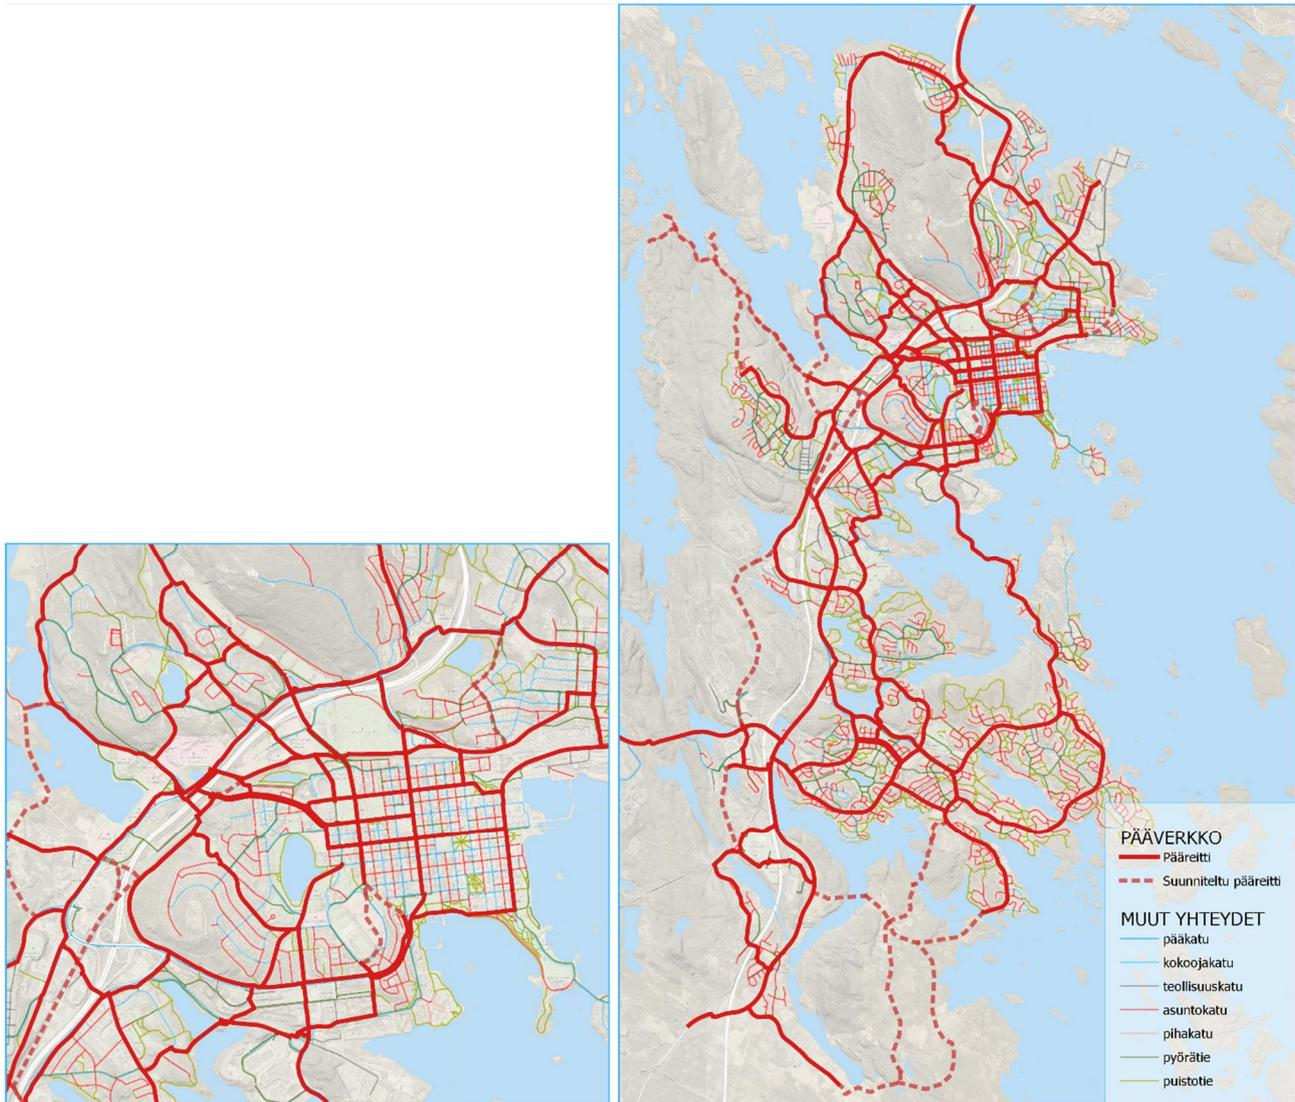 PÄÄVERKKO
Pääreitti
Suunniteltu pääreitti
MUUT YHTEYDET
pääkatu
kokoojakatu
teollisuuskatu
asuntokatu
pihakatu
pyörätie
puistotie